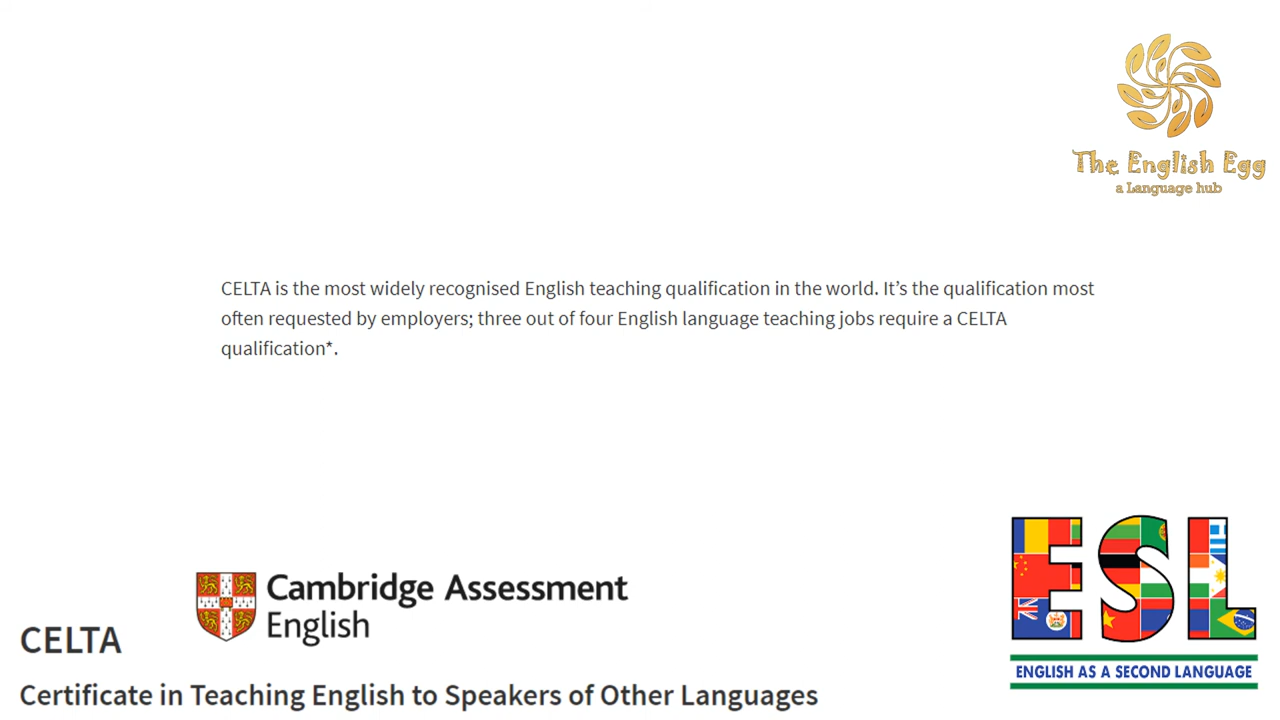 The English Egg
a Language hub
CELTA is the most widely recognised English teaching qualification in the world. It’s the qualification most
often requested by employers; three out of four English language teaching jobs require a CELTA
qualification*.
Cambridge Assessment
English
CELTA
Certificate in Teaching English to Speakers of Other Languages
ESL
ENGLISH AS A SECOND LANGUAGE